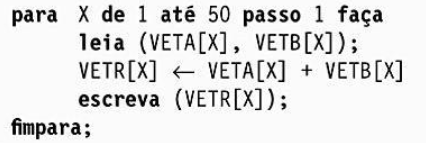 para X de 1 até 50 passo 1 faça
leia (VETA[X], VETB[X]);
VETR[X] ← VETA[X] + VETB[X]
escreva (VETR[X]);
fimpara;